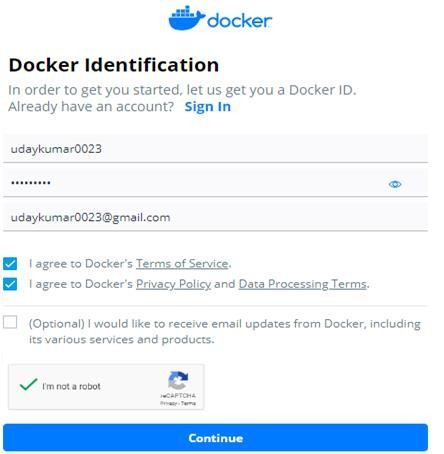 docker
Docker Identification
In order to get you started, let us get you a Docker ID.
Already have an account? Sign In
udaykumar0023
•••••••••
udaykumar0023@gmail.com
I agree to Docker's Terms of Service.
I agree to Docker's Privacy Policy and Data Processing Terms.
(Optional) I would like to receive email updates from Docker, including
its various services and products.
I'm not a robot
reCAPTCHA
Privacy - Terms
Continue